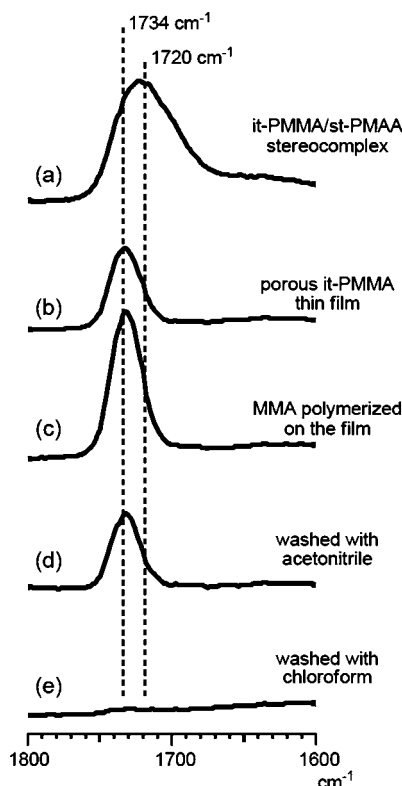 1734 cm-1
1720 cm-1
it-PMMA/st-PMAA
stereocomplex
(a)
porous it-PMMA
thin film
(b)
MMA polymerized
on the film
(c)
washed with
acetonitrile
(d)
washed with
chloroform
(e)
1800 1700 1600
cm-1